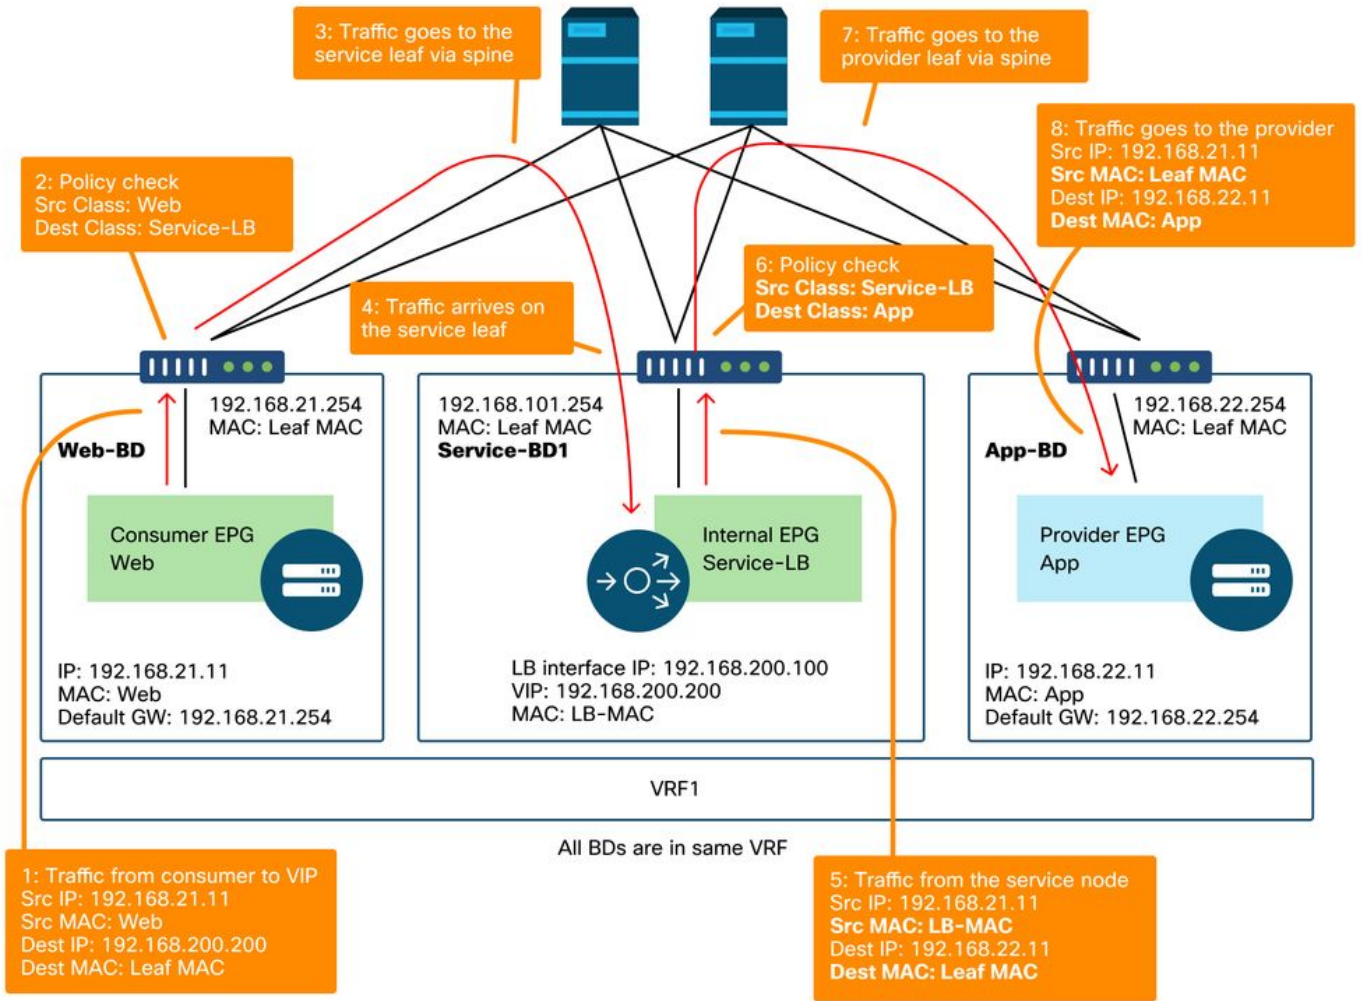 3: Traffic goes to the
service leaf via spine
7: Traffic goes to the
provider leaf via spine
8: Traffic goes to the provider
Src IP: 192.168.21.11
Src MAC: Leaf MAC
Dest IP: 192.168.22.11
Dest MAC: App
2: Policy check
Src Class: Web
Dest Class: Service-LB
6: Policy check
Src Class: Service-LB
Dest Class: App
4: Traffic arrives on
the service leaf
192.168.21.254
MAC: Leaf MAC
Web-BD
Consumer EPG
Web
IP: 192.168.21.11
MAC: Web
Default GW: 192.168.21.254
192.168.101.254
MAC: Leaf MAC
Service-BD1
Internal EPG
Service-LB
LB interface IP: 192.168.200.100
VIP: 192.168.200.200
MAC: LB-MAC
192.168.22.254
MAC: Leaf MAC
App-BD
Provider EPG
App
IP: 192.168.22.11
MAC: App
Default GW: 192.168.22.254
VRF1
All BDs are in same VRF
1: Traffic from consumer to VIP
Src IP: 192.168.21.11
Src MAC: Web
Dest IP: 192.168.200.200
Dest MAC: Leaf MAC
5: Traffic from the service node
Src IP: 192.168.21.11
Src MAC: LB-MAC
Dest IP: 192.168.22.11
Dest MAC: Leaf MAC